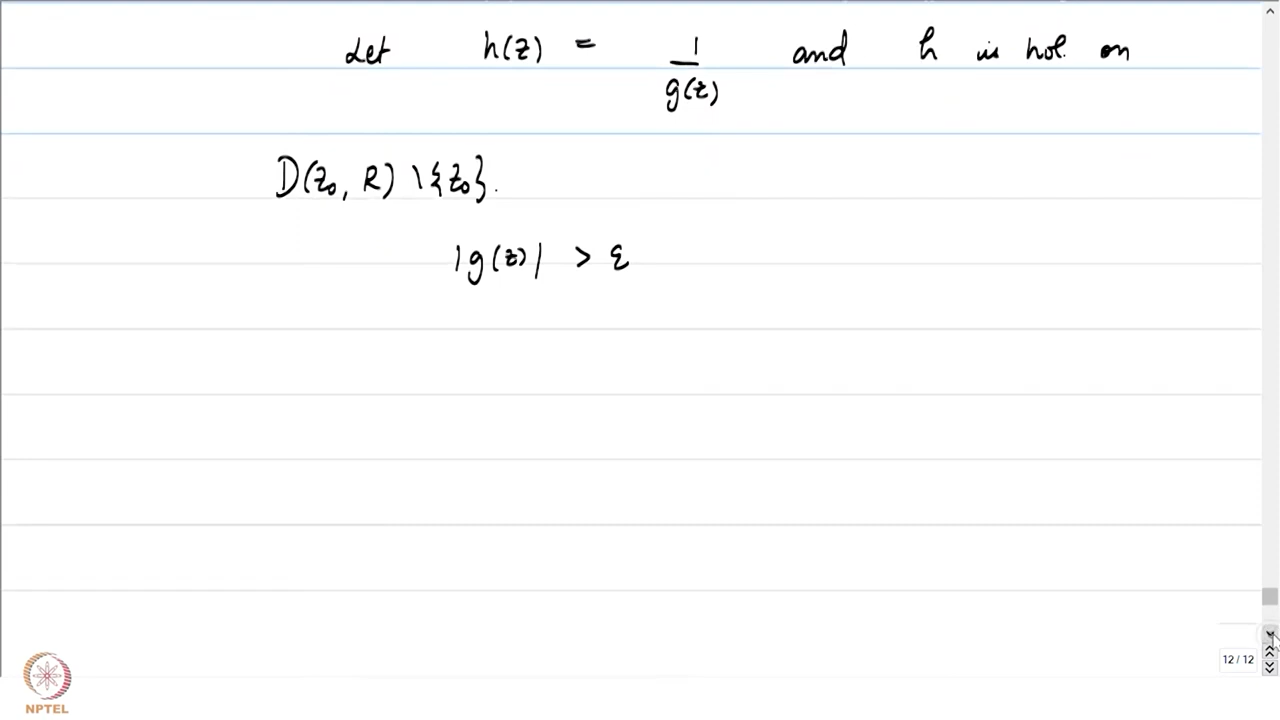 Let h(z) = 1/g(z) and h is hol. on
D(z₀, R) \ {z₀}.
|g(z)| > ε
12 / 12
NPTEL